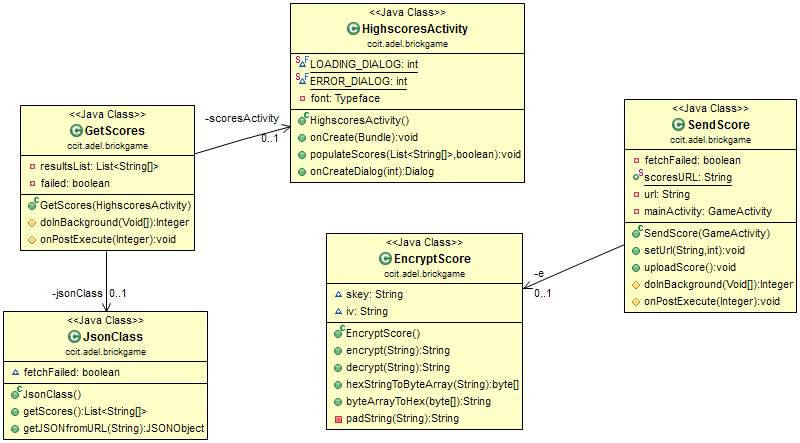 <<Java Class>>
HighscoresActivity
ccit.adel.brickgame
LOADING_DIALOG: int
ERROR_DIALOG: int
font: Typeface
HighscoresActivity()
onCreate(Bundle):void
populateScores(List<String[]>,boolean):void
onCreateDialog(int):Dialog
-scoresActivity
0..1
<<Java Class>>
GetScores
ccit.adel.brickgame
resultsList: List<String[]>
failed: boolean
GetScores(HighscoresActivity)
doInBackground(Void[]):Integer
onPostExecute(Integer):void
-jsonClass
0..1
<<Java Class>>
JsonClass
ccit.adel.brickgame
fetchFailed: boolean
JsonClass()
getScores():List<String[]>
getJSONfromURL(String):JSONObject
<<Java Class>>
SendScore
ccit.adel.brickgame
fetchFailed: boolean
scoresURL: String
url: String
mainActivity: GameActivity
SendScore(GameActivity)
setUrl(String,int):void
uploadScore():void
doInBackground(Void[]):Integer
onPostExecute(Integer):void
-e
0..1
<<Java Class>>
EncryptScore
ccit.adel.brickgame
skey: String
iv: String
EncryptScore()
encrypt(String):String
decrypt(String):String
hexStringToByteArray(String):byte[]
byteArrayToHex(byte[]):String
padString(String):String